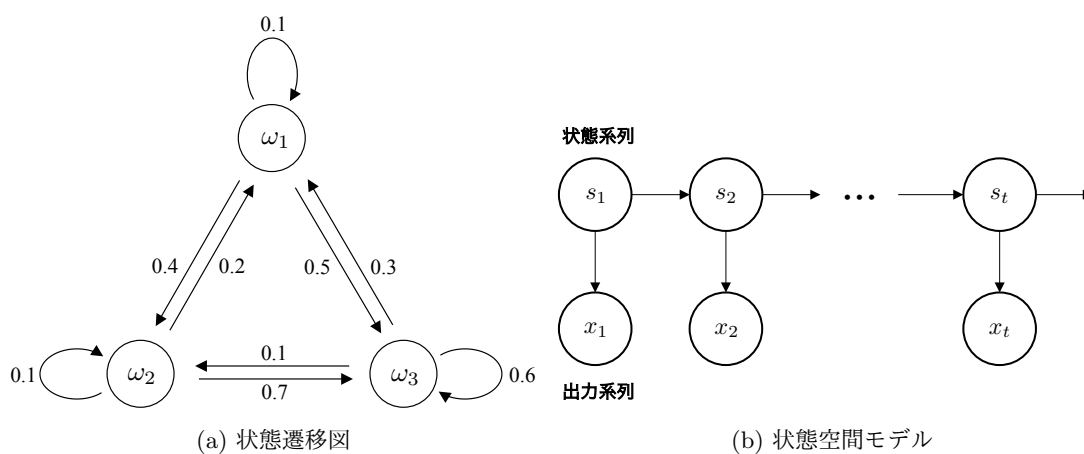 0.1
ω₁
0.4
0.2
0.5
0.3
0.1
ω₂
0.1
0.7
ω₃
0.6
(a) 状態遷移図
状態系列
s₁
s₂
...
sₜ
x₁
x₂
xₜ
出力系列
(b) 状態空間モデル